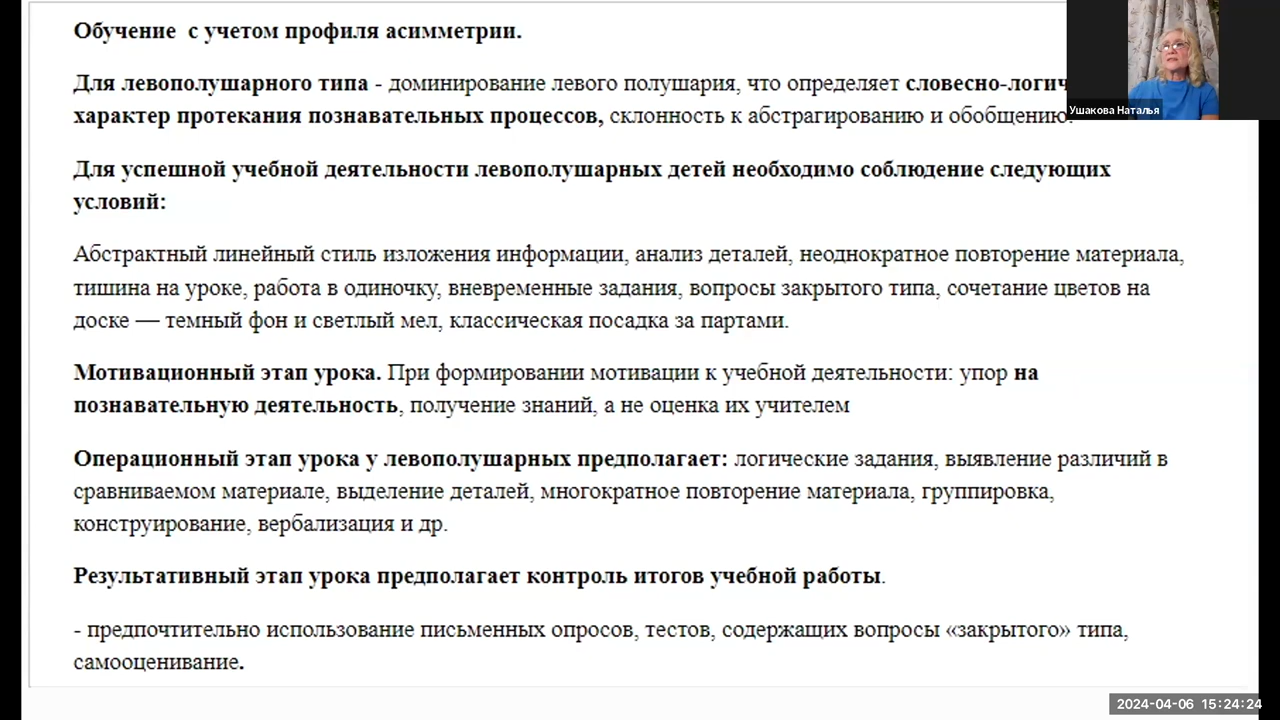 Обучение с учетом профиля асимметрии.
Для левополушарного типа - доминирование левого полушария, что определяет
характер протекания познавательных процессов, склонность к абстрагированию и обобщению.
Для успешной учебной деятельности левополушарных детей необходимо соблюдение следующих
условий:
Абстрактный линейный стиль изложения информации, анализ деталей, неоднократное повторение материала,
тишина на уроке, работа в одиночку, вневременные задания, вопросы закрытого типа, сочетание цветов на
доске — темный фон и светлый мел, классическая посадка за партами.
Мотивационный этап урока. При формировании мотивации к учебной деятельности: упор на
познавательную деятельность, получение знаний, а не оценка их учителем
Операционный этап урока у левополушарных предполагает: логические задания, выявление различий в
сравниваемом материале, выделение деталей, многократное повторение материала, группировка,
конструирование, вербализация и др.
Результативный этап урока предполагает контроль итогов учебной работы.
- предпочтительно использование письменных опросов, тестов, содержащих вопросы «закрытого» типа,
самооценивание.
Ушакова Наталья
2024-04-06 15:24:24